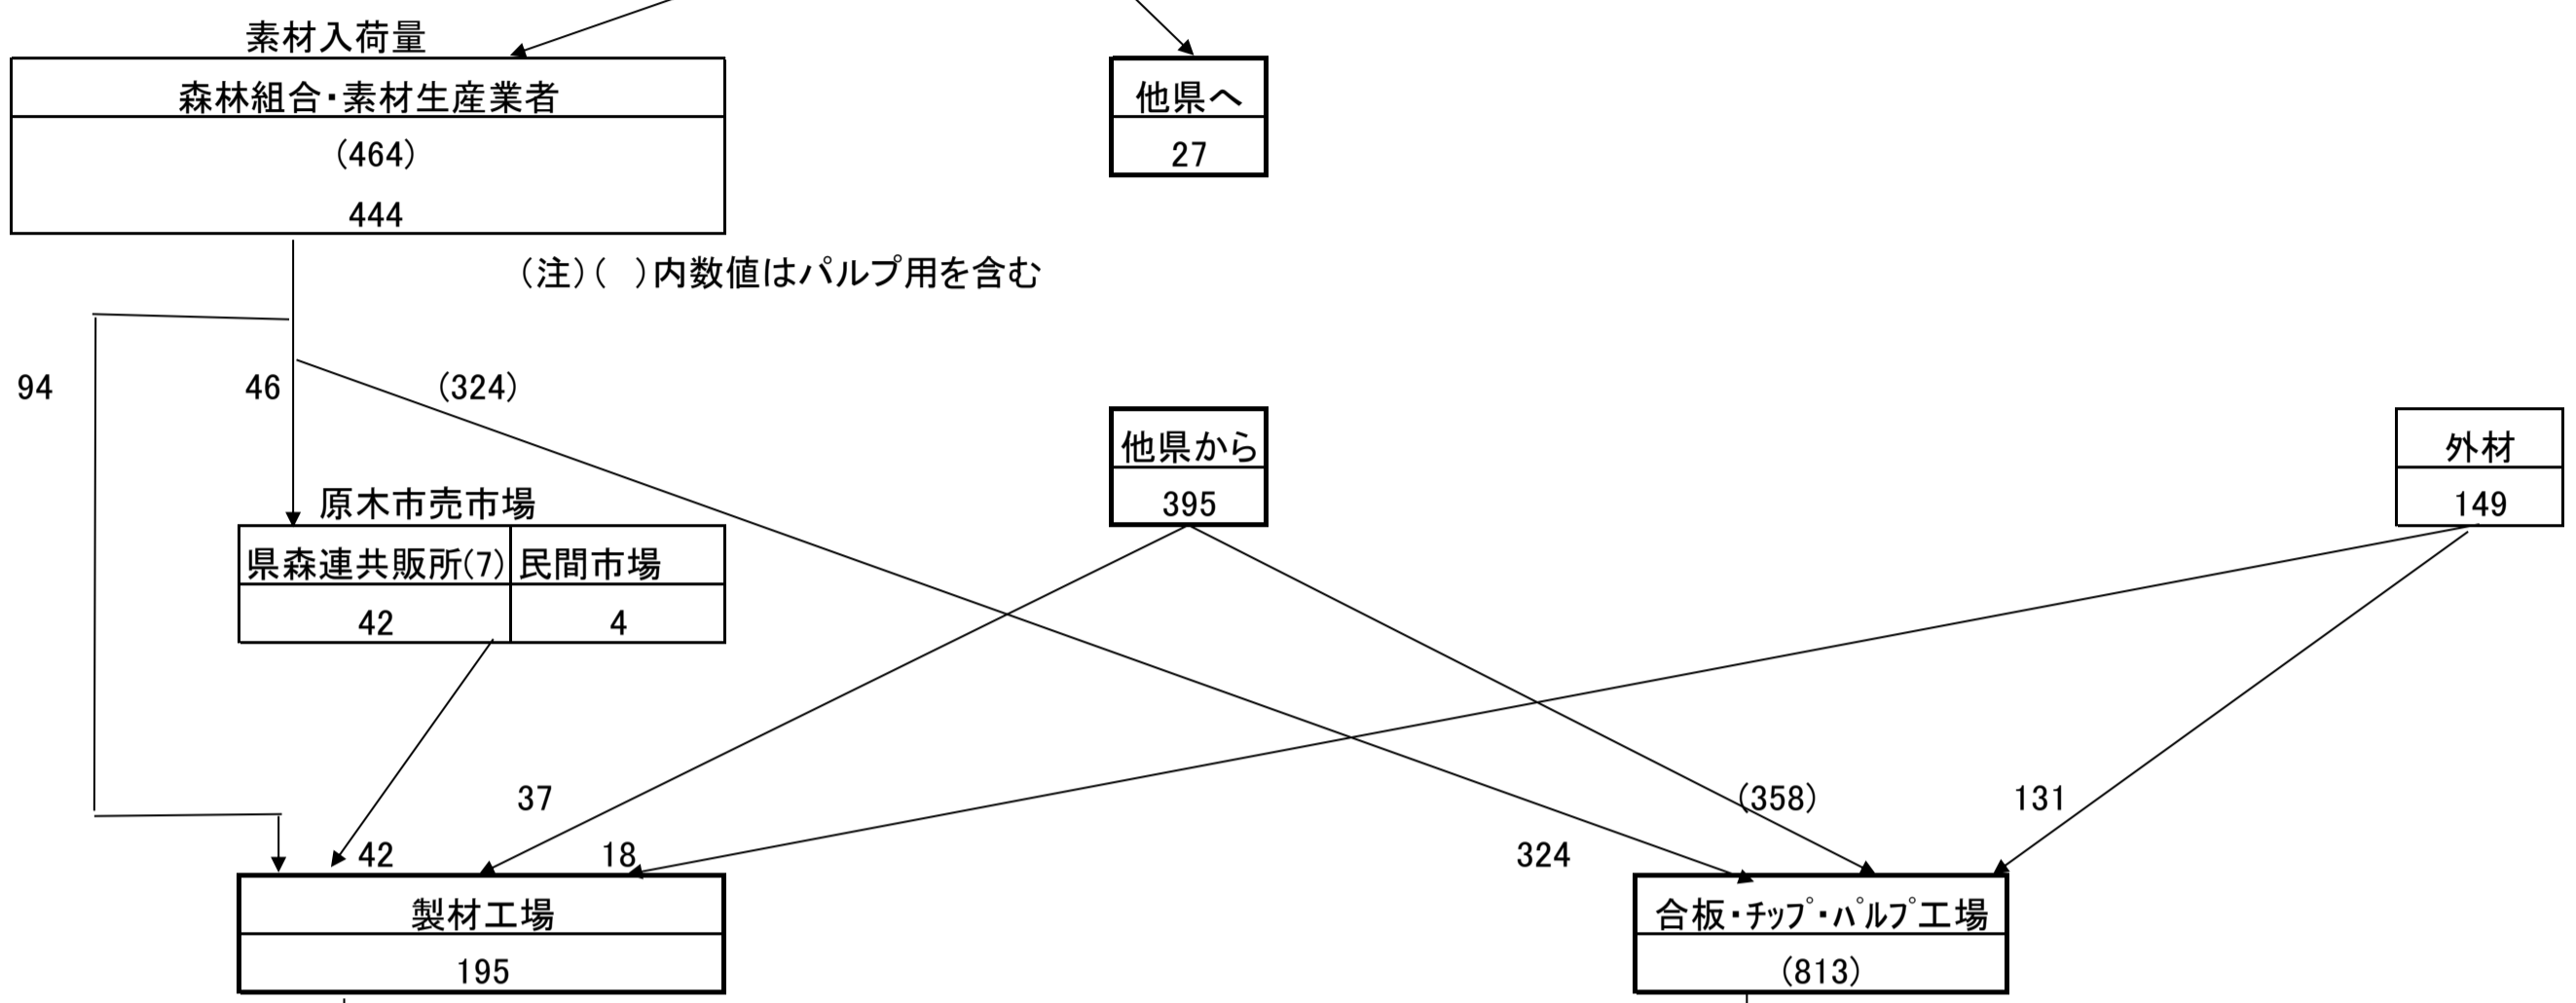 素材入荷量
森林組合・素材生産業者
(464)
444
他県へ
27
(注)( )内数値はパルプ用を含む
94
46
(324)
他県から
395
外材
149
原木市売市場
県森連共販所(7) 民間市場
42 4
37
(358)
131
42
18
324
製材工場
195
合板・ﾁｯﾌﾟ・ﾊﾟﾙﾌﾟ工場
(813)